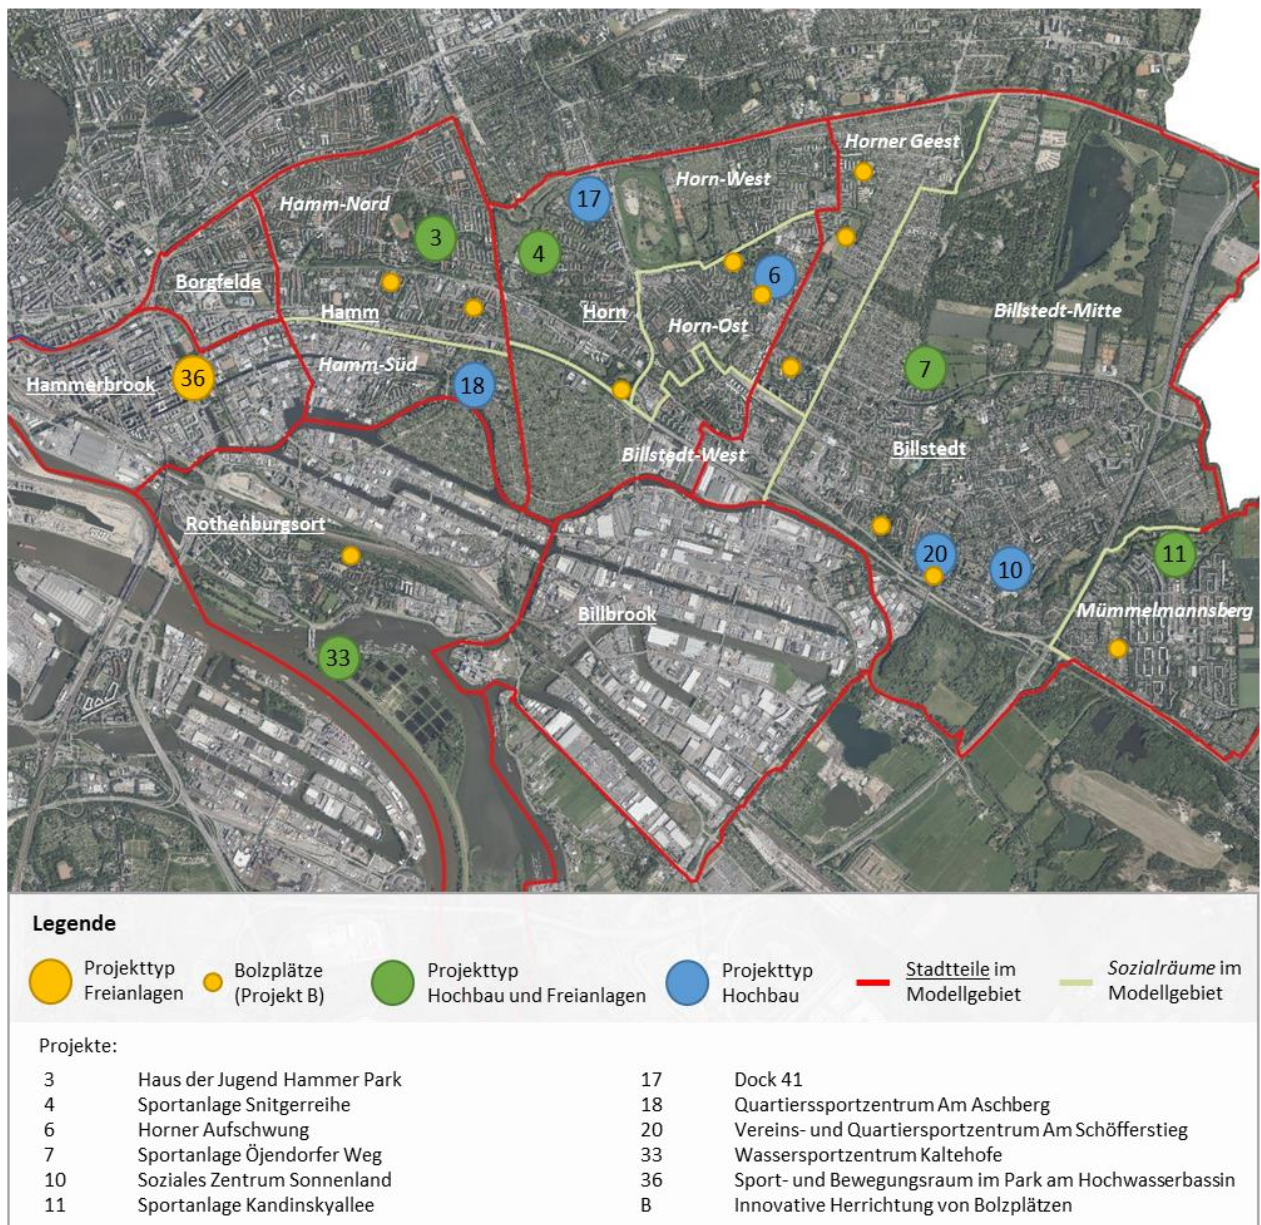 Horner Geest
Horn-West
Hamm-Nord
17
3
4
6
Borgfelde
Hamm
Horn
Horn-Ost
Billstedt-Mitte
Hamm-Süd
Hammerbrook
36
18
7
Billstedt-West
Billstedt
Rothenburgsort
20
10
11
Billbrook
Mümmelmannsberg
33
Legende
Projekttyp
Freianlagen
Bolzplätze
(Projekt B)
Projekttyp
Hochbau und Freianlagen
Projekttyp
Hochbau
Stadtteile im
Modellgebiet
Sozialräume im
Modellgebiet
Projekte:
3 Haus der Jugend Hammer Park
4 Sportanlage Snitgerreihe
6 Horner Aufschwung
7 Sportanlage Öjendorfer Weg
10 Soziales Zentrum Sonnenland
11 Sportanlage Kandinskyallee
17 Dock 41
18 Quartierssportzentrum Am Aschberg
20 Vereins- und Quartiersportzentrum Am Schöfferstieg
33 Wassersportzentrum Kaltehofe
36 Sport- und Bewegungsraum im Park am Hochwasserbassin
B Innovative Herrichtung von Bolzplätzen